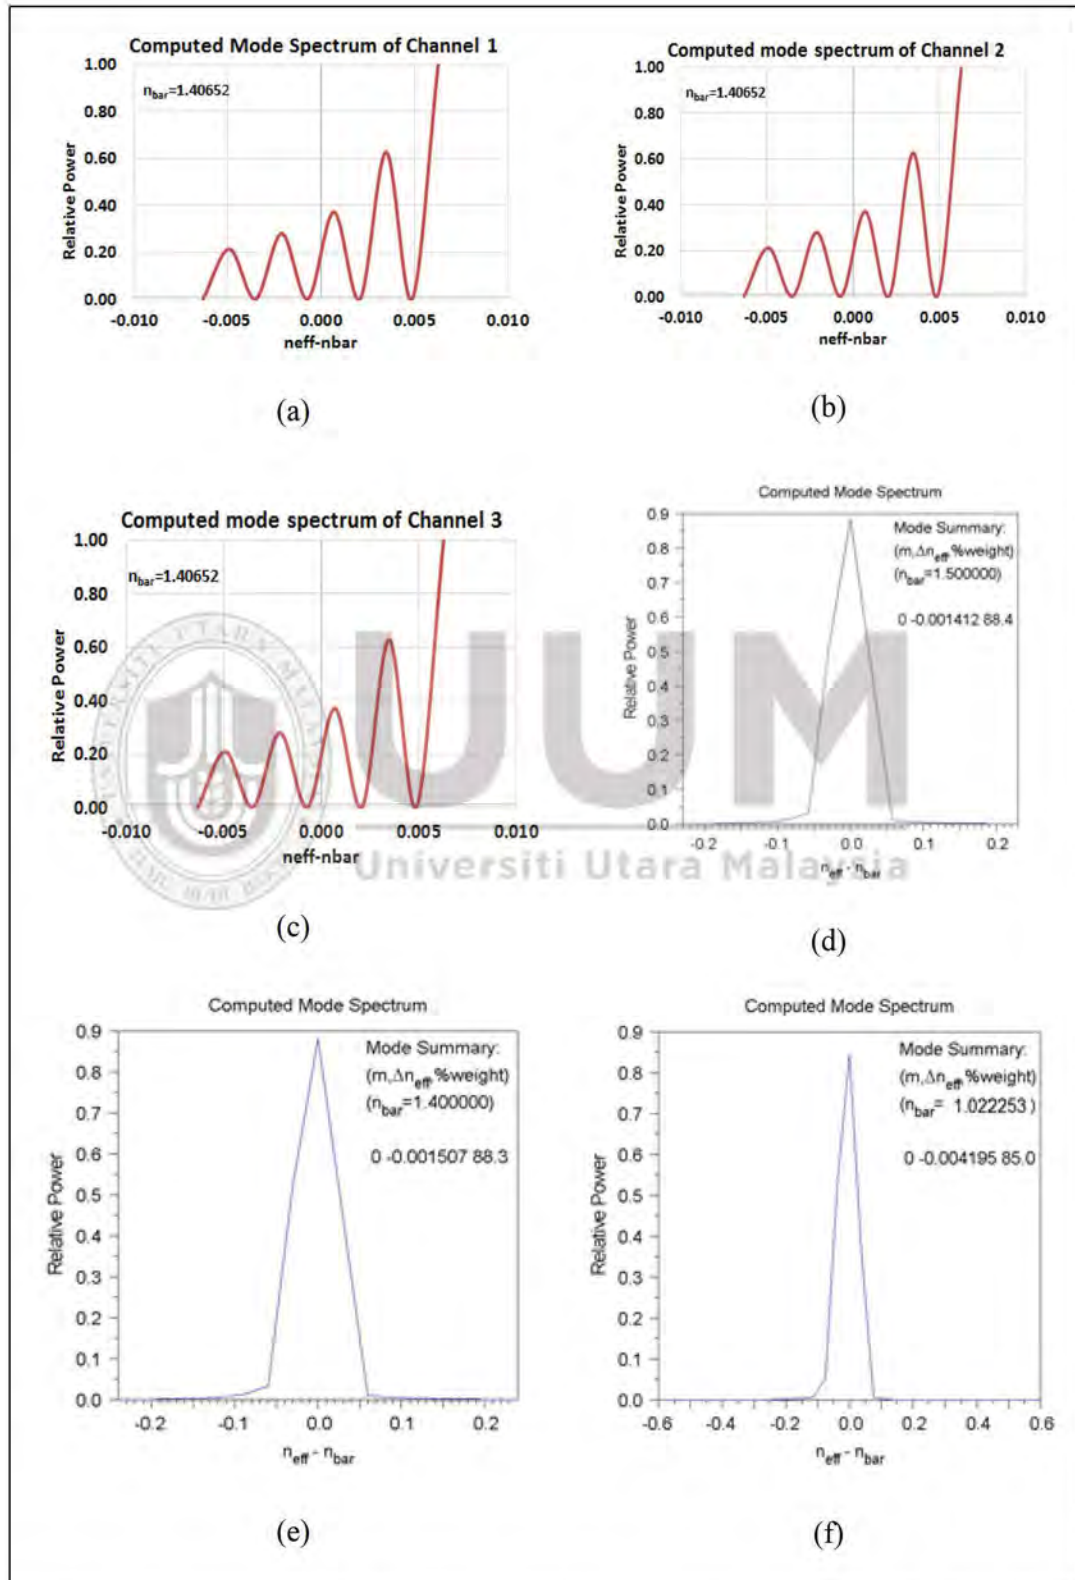 Computed Mode Spectrum of Channel 1
1.00
n_bar=1.40652
0.80
0.60
0.40
0.20
0.00
Relative Power
-0.010 -0.005 0.000 0.005 0.010
neff-nbar
(a)
Computed mode spectrum of Channel 2
1.00
n_bar=1.40652
0.80
0.60
0.40
0.20
0.00
Relative Power
-0.010 -0.005 0.000 0.005 0.010
neff-nbar
(b)
Computed mode spectrum of Channel 3
1.00
n_bar=1.40652
0.80
0.60
0.40
0.20
0.00
Relative Power
-0.010 -0.005 0.000 0.005 0.010
neff-nbar
(c)
Computed Mode Spectrum
0.9
0.8
0.7
0.6
0.5
0.4
0.3
0.2
0.1
0.0
Relative Power
Mode Summary:
(m,Δn_eff,%weight)
(n_bar=1.500000)
0 -0.001412 88.4
-0.2 -0.1 0.0 0.1 0.2
n_eff - n_bar
(d)
UUM
Universiti Utara Malaysia
Computed Mode Spectrum
0.9
0.8
0.7
0.6
0.5
0.4
0.3
0.2
0.1
0.0
Relative Power
Mode Summary:
(m,Δn_eff,%weight)
(n_bar=1.400000)
0 -0.001507 88.3
-0.2 -0.1 0.0 0.1 0.2
n_eff - n_bar
(e)
Computed Mode Spectrum
0.9
0.8
0.7
0.6
0.5
0.4
0.3
0.2
0.1
0.0
Relative Power
Mode Summary:
(m,Δn_eff,%weight)
(n_bar= 1.022253 )
0 -0.004195 85.0
-0.6 -0.4 -0.2 0.0 0.2 0.4 0.6
n_eff - n_bar
(f)